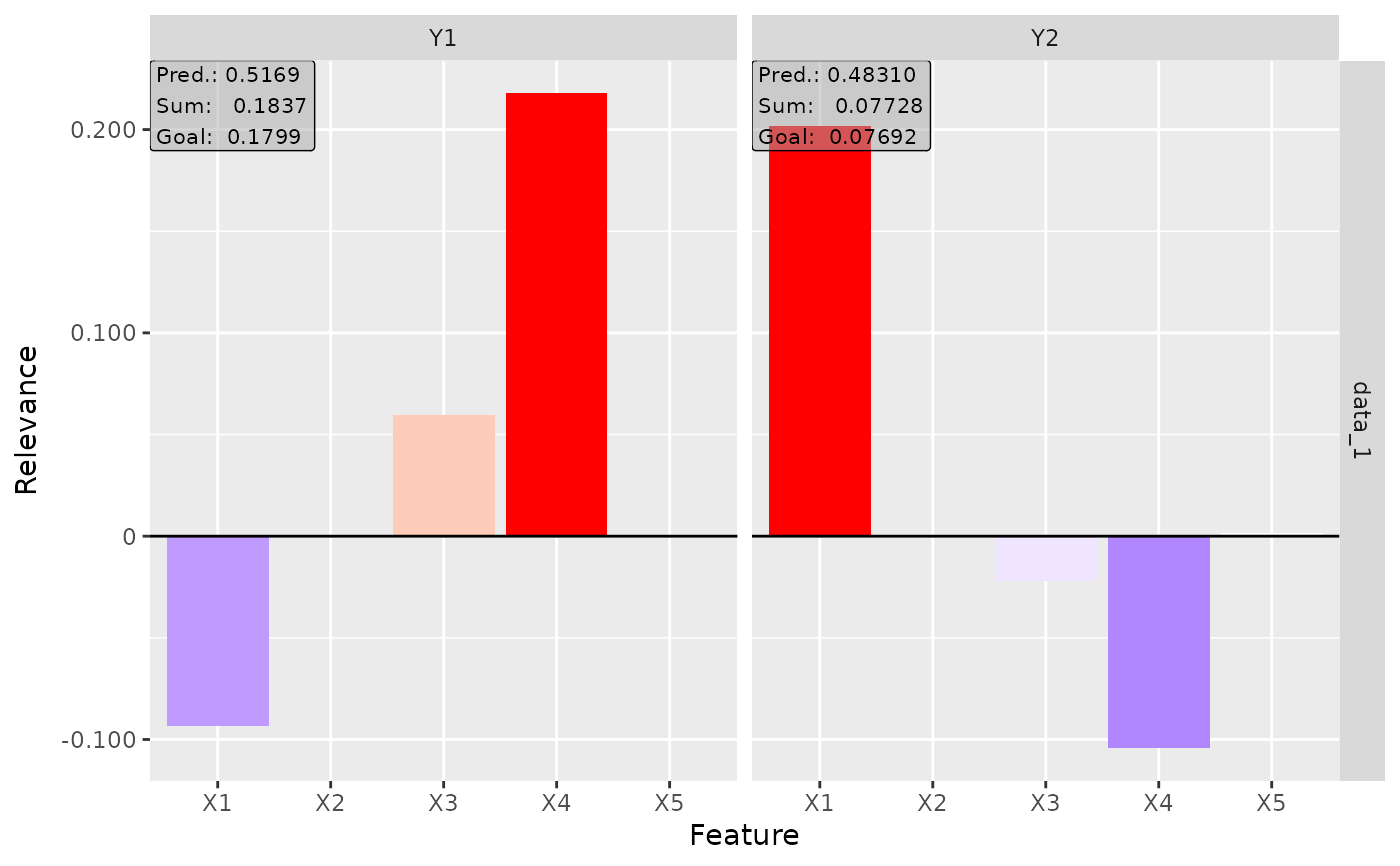 Y1
Y2
Pred.: 0.5169
Sum: 0.1837
Goal: 0.1799
Pred.: 0.48310
Sum: 0.07728
Goal: 0.07692
0.200
0.100
0
-0.100
Relevance
data_1
X1 X2 X3 X4 X5
X1 X2 X3 X4 X5
Feature